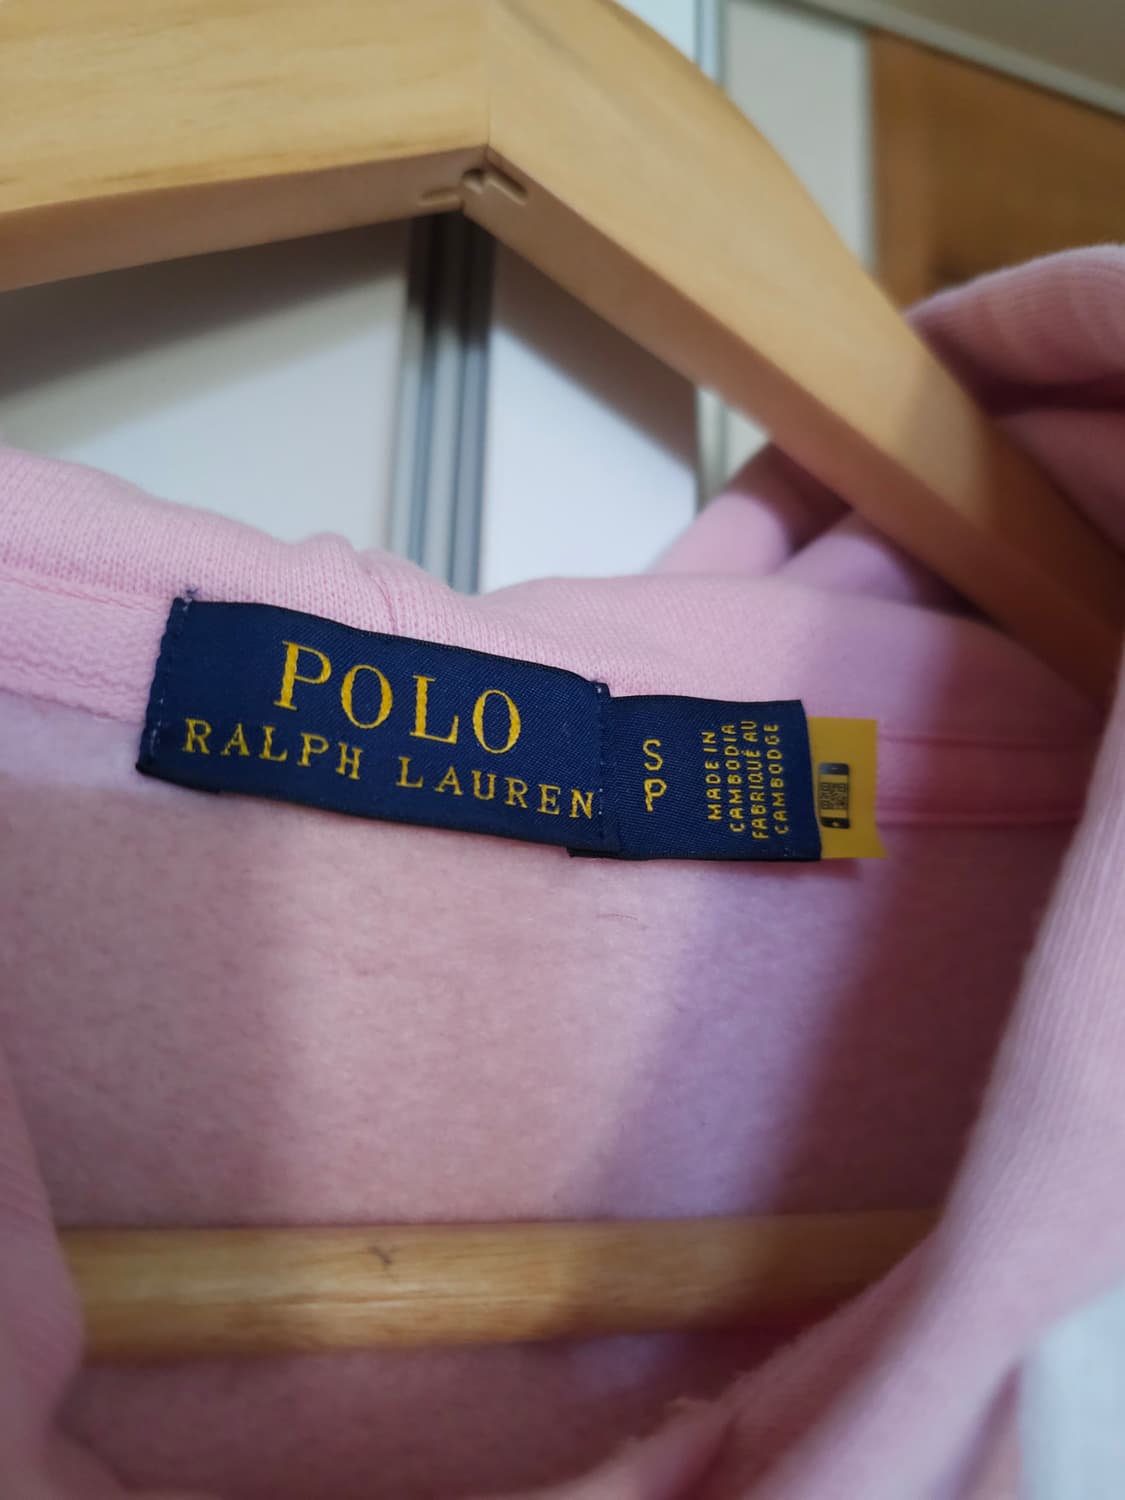 POLO
RALPH LAUREN
S
P
MADE IN
CAMBODIA
FABRIQUÉ AU
CAMBODGE